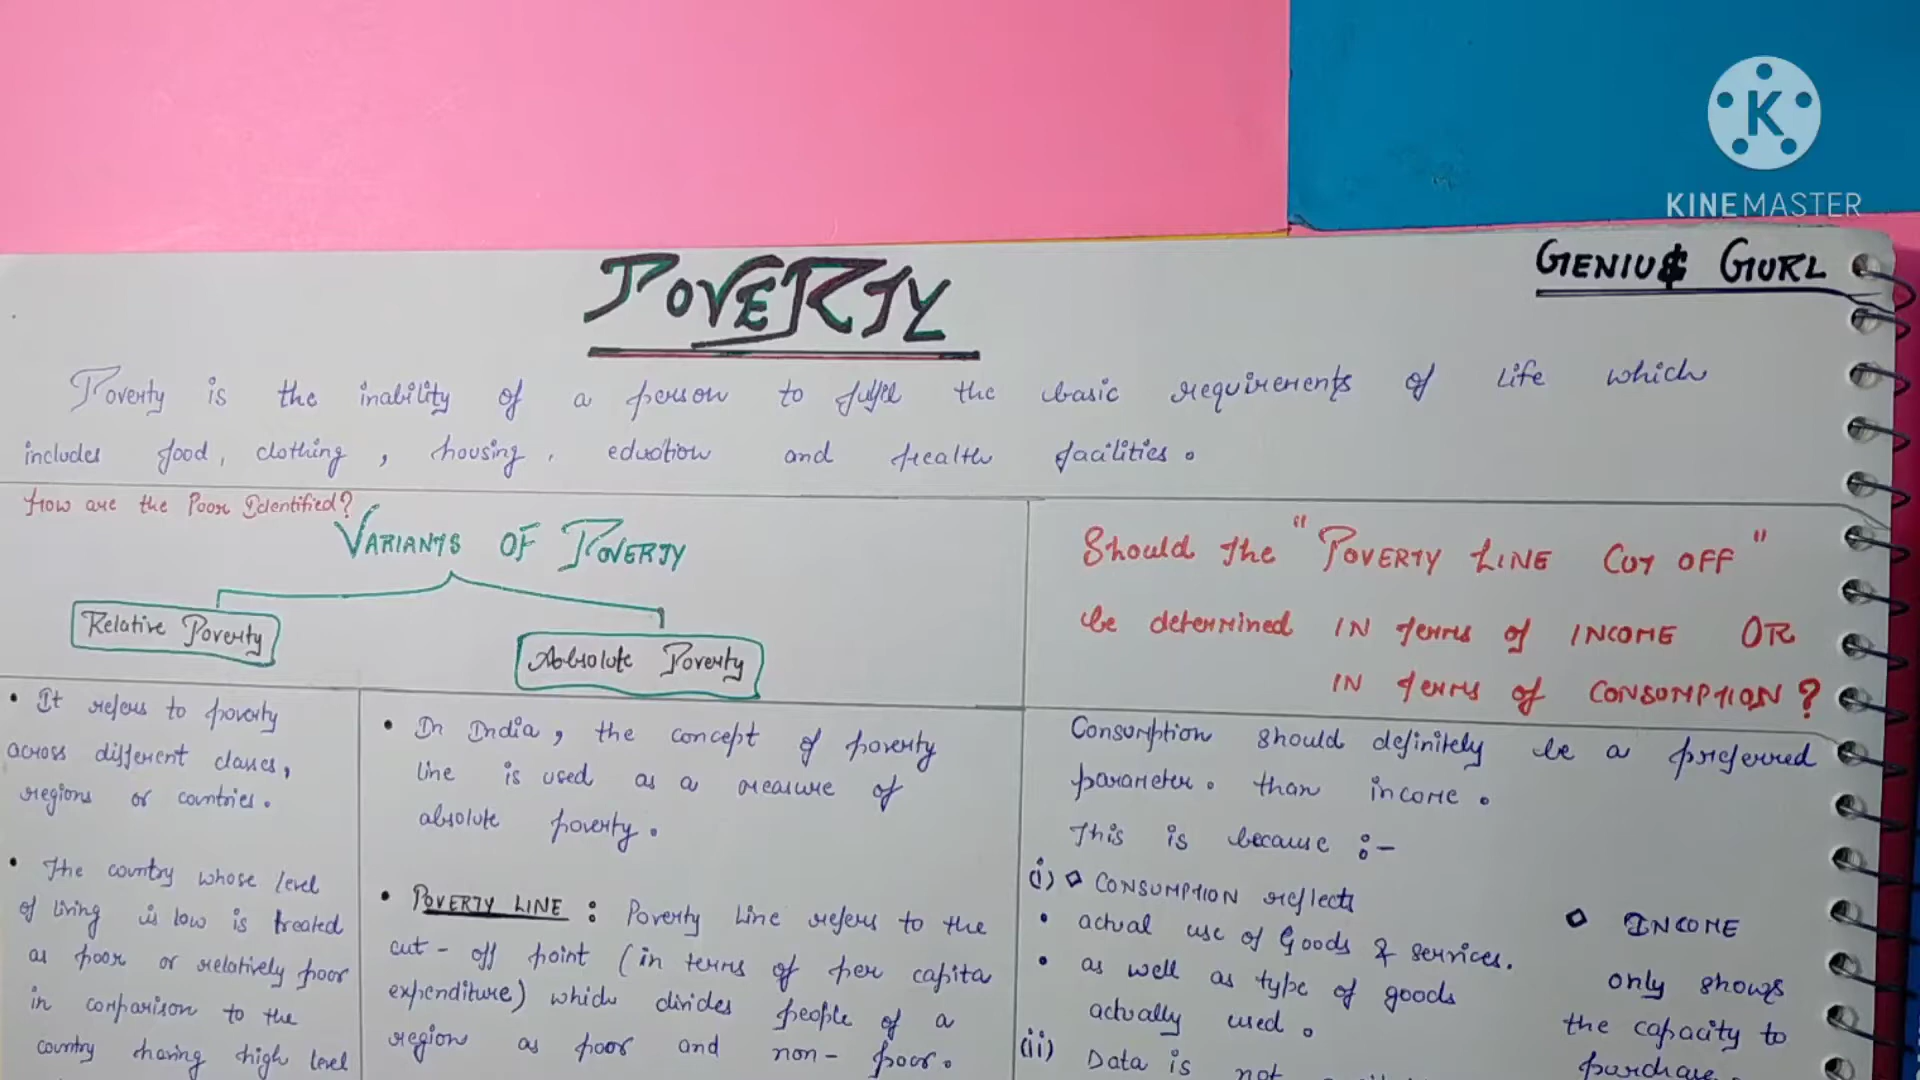 KINEMASTER
GENIU$ GURL
POVERTY
Poverty is the inability of a person to fulfil the basic requirements of life which
includes food, clothing, housing, education and health facilities.
How are the Poor Identified?
VARIANTS OF POVERTY
Relative Poverty
Absolute Poverty
• It refers to poverty
across different classes,
regions or countries.
• The country whose level
of living is low is treated
as poor or relatively poor
in comparison to the
country having high level
• In India, the concept of poverty
line is used as a measure of
absolute poverty.
• POVERTY LINE : Poverty Line refers to the
cut-off point (in terms of per capita
expenditure) which divides people of a
region as poor and non-poor.
Should the "POVERTY LINE CUT OFF"
be determined IN terms of INCOME OR
IN terms of CONSUMPTION?
Consumption should definitely be a preferred
parameter. than income.
This is because :-
(i) ◇ CONSUMPTION reflects
• actual use of Goods & services.
• as well as type of goods
actually used.
(ii) Data is not
◇ INCOME
only shows
the capacity to
purchase.